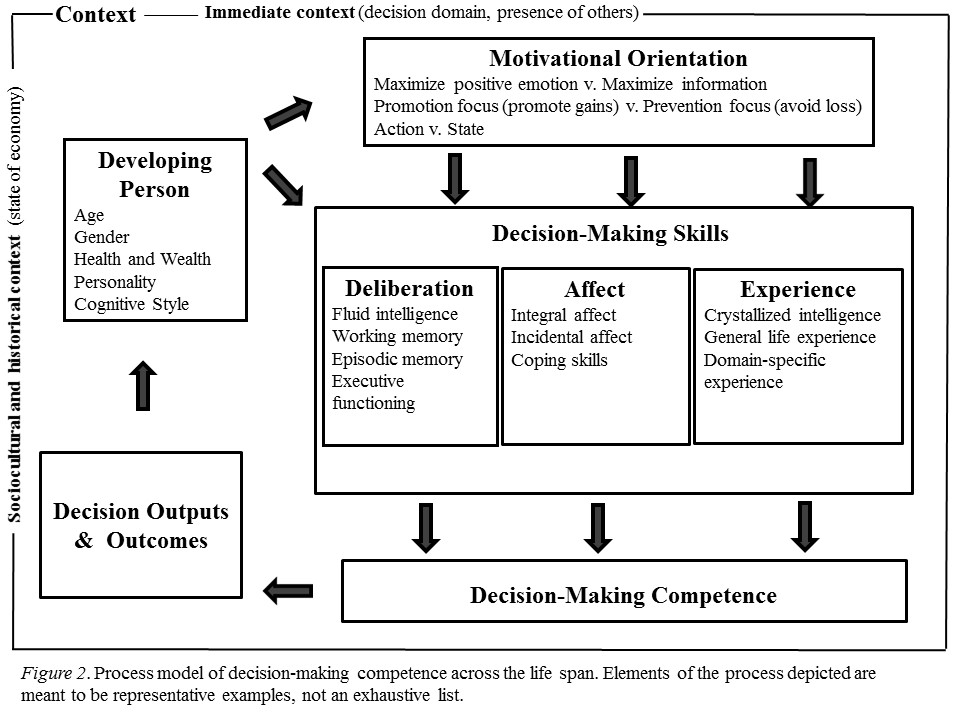 Context
Immediate context (decision domain, presence of others)
Sociocultural and historical context (state of economy)
Motivational Orientation
Maximize positive emotion v. Maximize information
Promotion focus (promote gains) v. Prevention focus (avoid loss)
Action v. State
Developing
Person
Age
Gender
Health and Wealth
Personality
Cognitive Style
Decision-Making Skills
Deliberation
Fluid intelligence
Working memory
Episodic memory
Executive
functioning
Affect
Integral affect
Incidental affect
Coping skills
Experience
Crystallized intelligence
General life experience
Domain-specific
experience
Decision Outputs
& Outcomes
Decision-Making Competence
Figure 2. Process model of decision-making competence across the life span. Elements of the process depicted are
meant to be representative examples, not an exhaustive list.